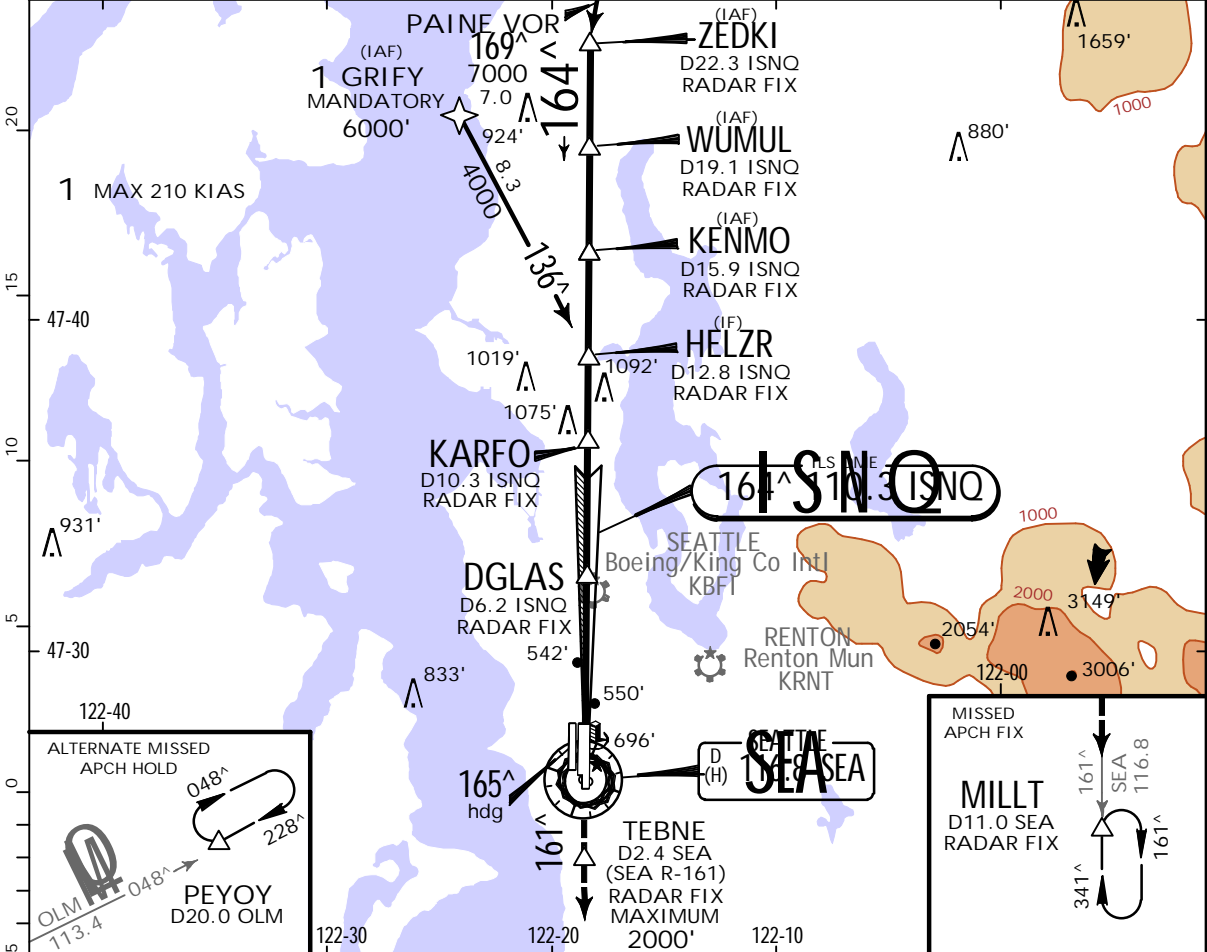 PAINE VOR
169^
7000
7.0
164^
(IAF)
ZEDKI
D22.3 ISNQ
RADAR FIX
1659'
1000
(IAF)
1 GRIFY
MANDATORY
6000'
924'
8.3
4000
136^
20
1 MAX 210 KIAS
(IAF)
WUMUL
D19.1 ISNQ
RADAR FIX
880'
(IAF)
KENMO
D15.9 ISNQ
RADAR FIX
15
47-40
(IF)
HELZR
D12.8 ISNQ
RADAR FIX
1019'
1092'
1075'
10
KARFO
D10.3 ISNQ
RADAR FIX
ILS DME
164^ 110.3 ISNQ
ISNQ
931'
SEATTLE
Boeing/King Co Intl
KBFI
1000
2000
3149'
2054'
3006'
DGLAS
D6.2 ISNQ
RADAR FIX
5
47-30
542'
RENTON
Renton Mun
KRNT
122-00
833'
550'
122-40
696'
ALTERNATE MISSED
APCH HOLD
048^
228^
OLM
113.4
048^
PEYOY
D20.0 OLM
0
165^
hdg
161^
SEATTLE
D
(H)
116.8 SEA
SEA
TEBNE
D2.4 SEA
(SEA R-161)
RADAR FIX
MAXIMUM
2000'
MISSED
APCH FIX
161^
SEA
116.8
MILLT
D11.0 SEA
RADAR FIX
341^
161^
5
122-30
122-20
122-10